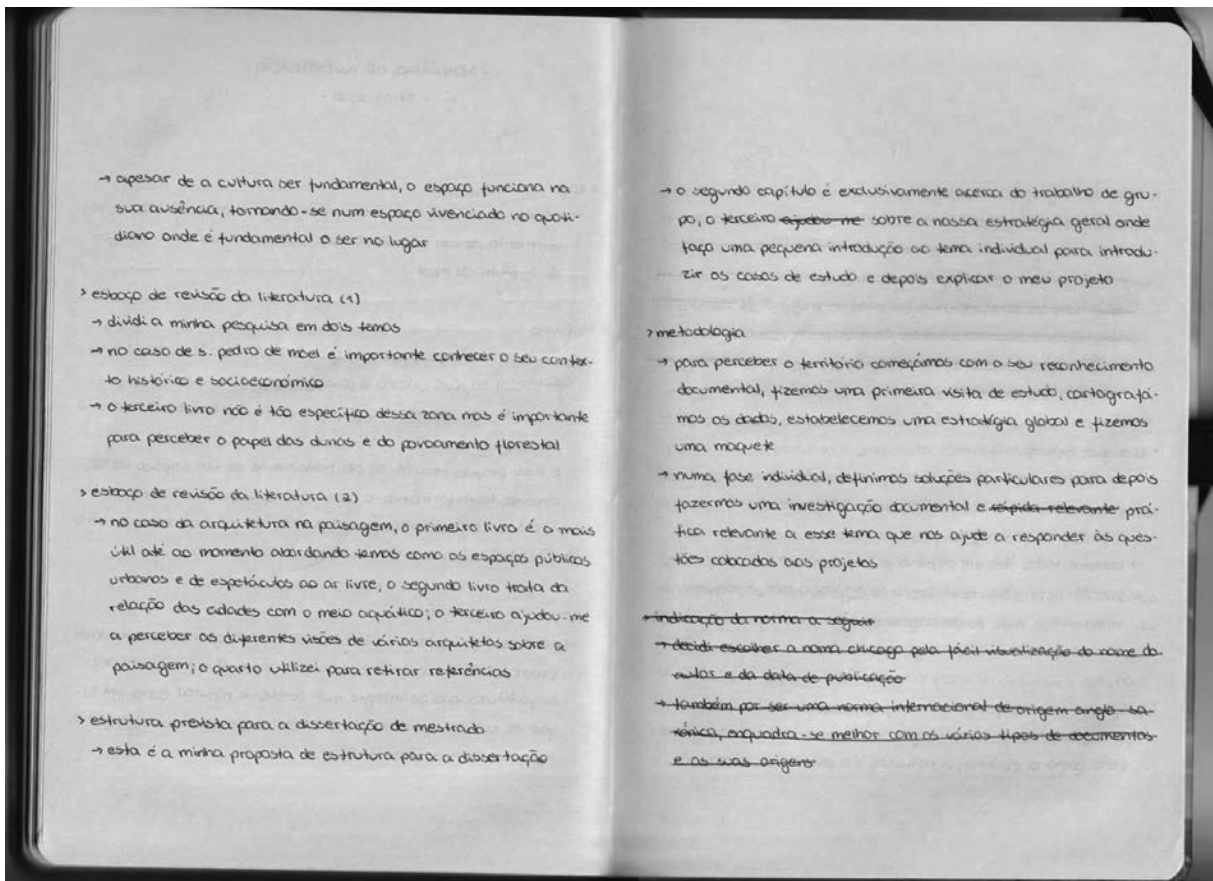 → apesar de a cultura ser fundamental, o espaço funciona na
sua ausência, tornando-se num espaço vivenciado no quoti-
diano onde é fundamental o ser no lugar
> esboço de revisão da literatura (1)
→ dividi a minha pesquisa em dois temas
→ no caso de s. pedro de moel é importante conhecer o seu contex-
to histórico e socioeconómico
→ o terceiro livro não é tão específico dessa zona mas é importante
para perceber o papel das dunas e do povoamento florestal
> esboço de revisão da literatura (2)
→ no caso da arquitetura na paisagem, o primeiro livro é o mais
útil até ao momento abordando temas como os espaços públicos
urbanos e de espetáculos ao ar livre; o segundo livro trata da
relação das cidades com o meio aquático; o terceiro ajudou-me
a perceber as diferentes visões de vários arquitetos sobre a
paisagem; o quarto utilizei para retirar referências
> estrutura prevista para a dissertação de mestrado
→ esta é a minha proposta de estrutura para a dissertação
→ o segundo capítulo é exclusivamente acerca do trabalho de gru-
po, o terceiro ajudou-me sobre a nossa estratégia geral onde
faço uma pequena introdução ao tema individual para introdu-
zir os casos de estudo e depois explicar o meu projeto
> metodologia
→ para perceber o território começámos com o seu reconhecimento
documental, fizemos uma primeira visita de estudo, cartografá-
mos os dados, estabelecemos uma estratégia global e fizemos
uma maquete
→ numa fase individual, definimos soluções particulares para depois
fazermos uma investigação documental e relevante prá-
tica relevante a esse tema que nos ajude a responder às ques-
tões colocadas aos projetos
→ indicação da norma a seguir
→ decidi escolher a norma chicago pela fácil visualização do nome do
autor e da data de publicação
→ também por ser uma norma internacional de origem anglo-sa-
xónica, enquadra-se melhor com os vários tipos de documentos
e as suas origens